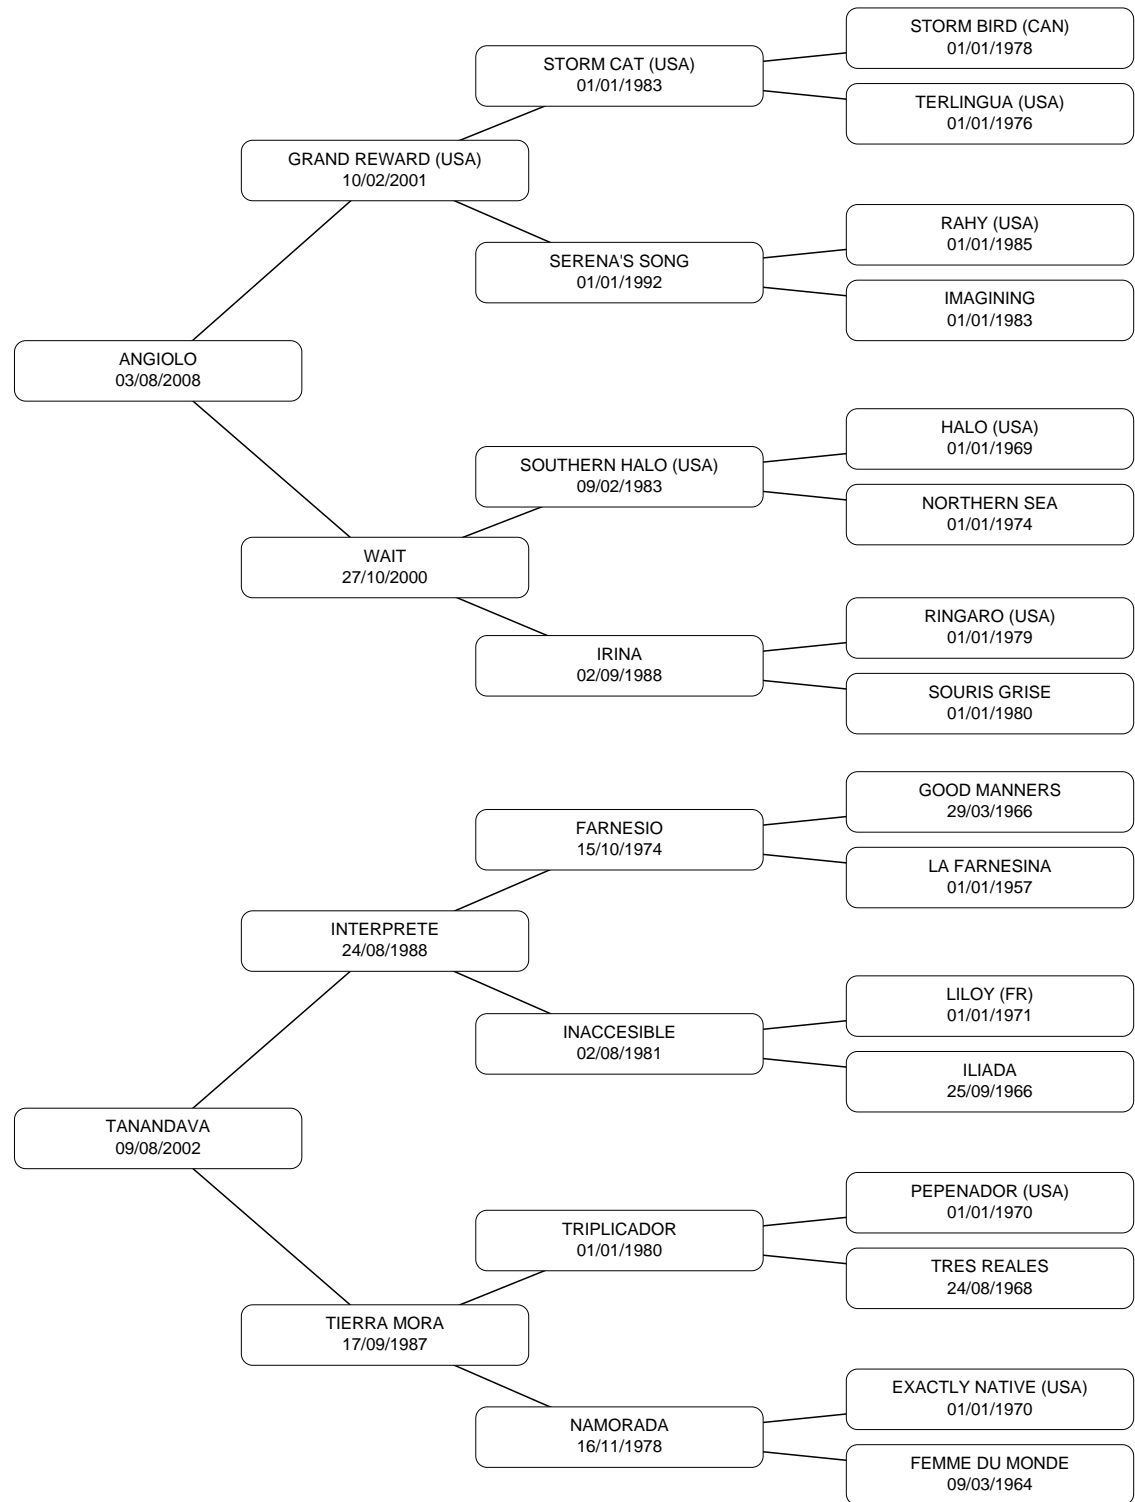 STORM BIRD (CAN)
01/01/1978
STORM CAT (USA)
01/01/1983
TERLINGUA (USA)
01/01/1976
GRAND REWARD (USA)
10/02/2001
RAHY (USA)
01/01/1985
SERENA'S SONG
01/01/1992
IMAGINING
01/01/1983
ANGIOLO
03/08/2008
HALO (USA)
01/01/1969
SOUTHERN HALO (USA)
09/02/1983
NORTHERN SEA
01/01/1974
WAIT
27/10/2000
RINGARO (USA)
01/01/1979
IRINA
02/09/1988
SOURIS GRISE
01/01/1980
GOOD MANNERS
29/03/1966
FARNESIO
15/10/1974
LA FARNESINA
01/01/1957
INTERPRETE
24/08/1988
LILOY (FR)
01/01/1971
INACCESIBLE
02/08/1981
ILIADA
25/09/1966
TANANDAVA
09/08/2002
PEPENADOR (USA)
01/01/1970
TRIPLICADOR
01/01/1980
TRES REALES
24/08/1968
TIERRA MORA
17/09/1987
EXACTLY NATIVE (USA)
01/01/1970
NAMORADA
16/11/1978
FEMME DU MONDE
09/03/1964